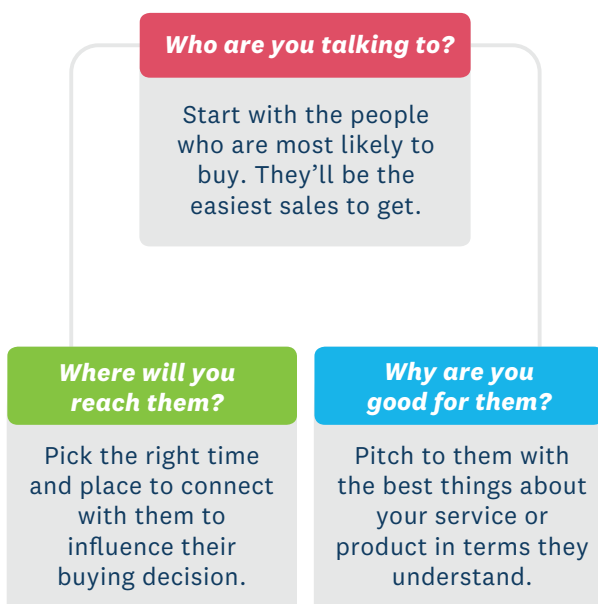 Who are you talking to?
Start with the people
who are most likely to
buy. They’ll be the
easiest sales to get.
Where will you
reach them?
Pick the right time
and place to connect
with them to
influence their
buying decision.
Why are you
good for them?
Pitch to them with
the best things about
your service or
product in terms they
understand.